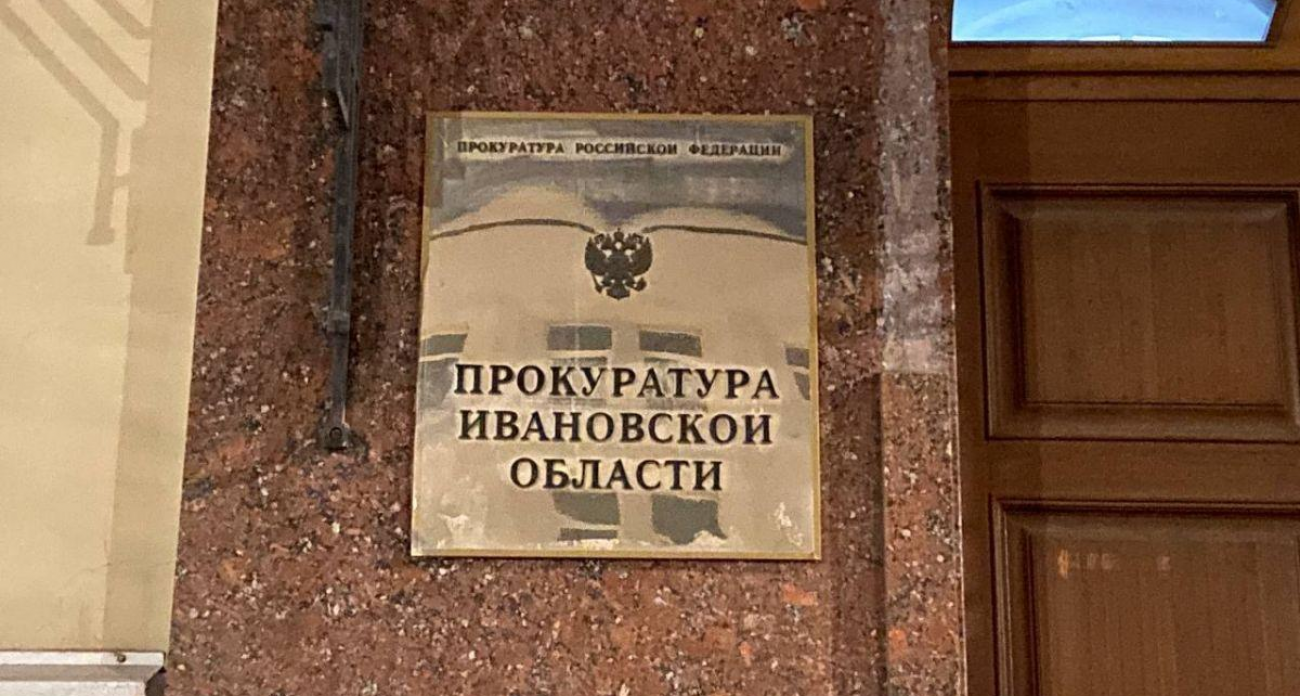 ПРОКУРАТУРА РОССИЙСКОЙ ФЕДЕРАЦИИ
ПРОКУРАТУРА
ИВАНОВСКОЙ
ОБЛАСТИ